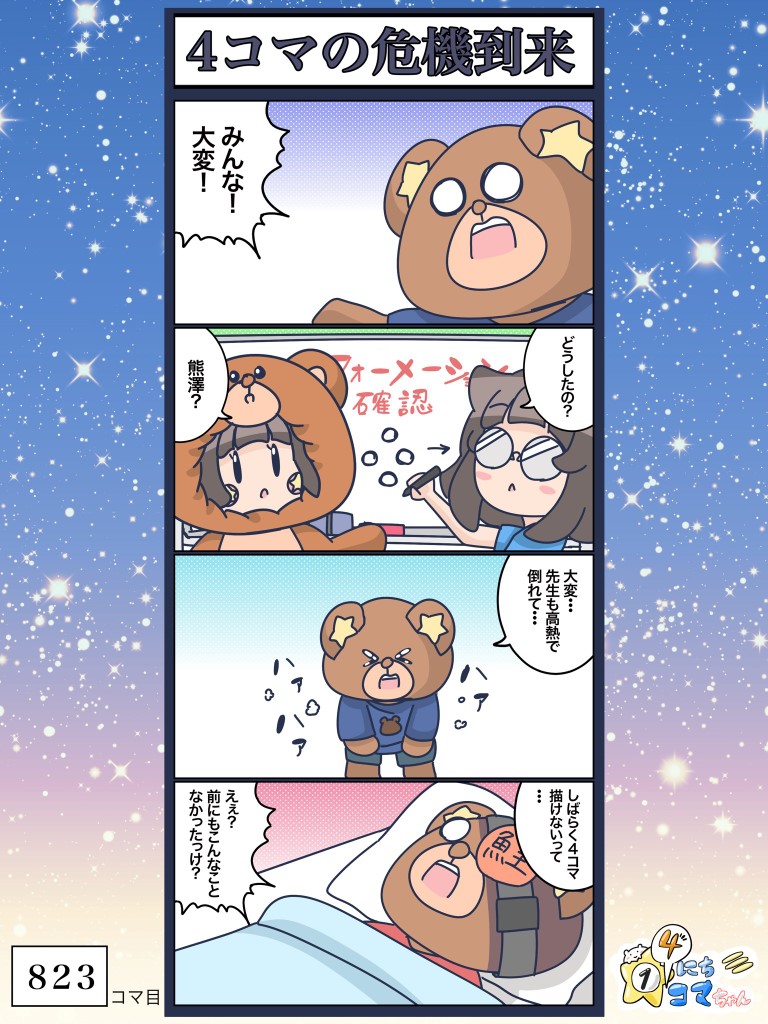 4コマの危機到来
みんな!
大変!
どうしたの?
熊澤?
フォーメーション
確認
大変…
先生も高熱で
倒れて…
ハァ
ハァ
ハァ
しばらく4コマ
描けないって
…
鮭
えぇ?
前にもこんなこと
なかったっけ?
823
コマ目
1
にち
4
コマ
ちゃん